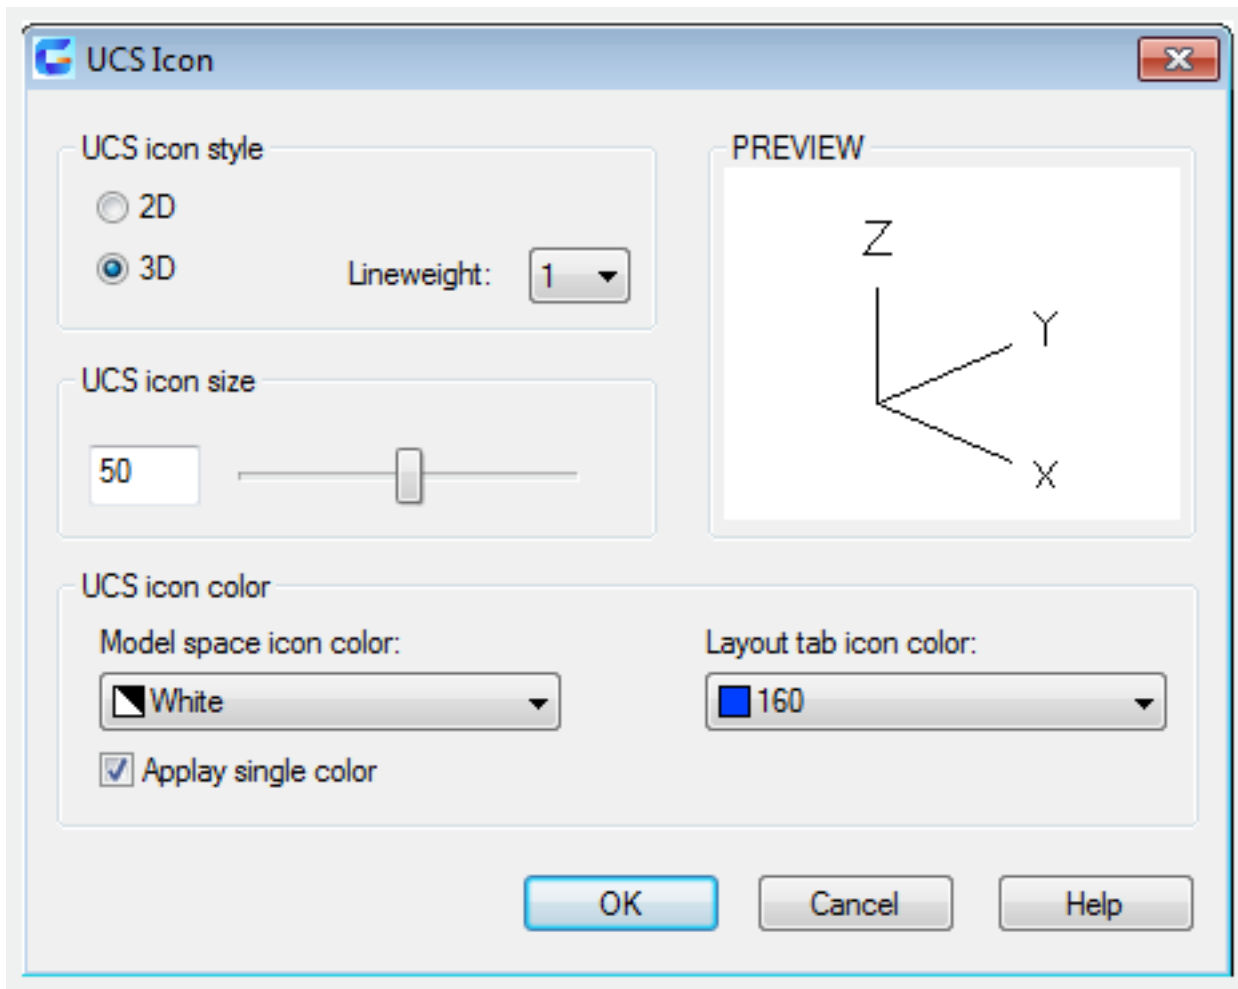 UCS Icon
UCS icon style
2D
3D
Lineweight:
1
PREVIEW
Z
Y
X
UCS icon size
50
UCS icon color
Model space icon color:
White
Layout tab icon color:
160
Applay single color
OK
Cancel
Help